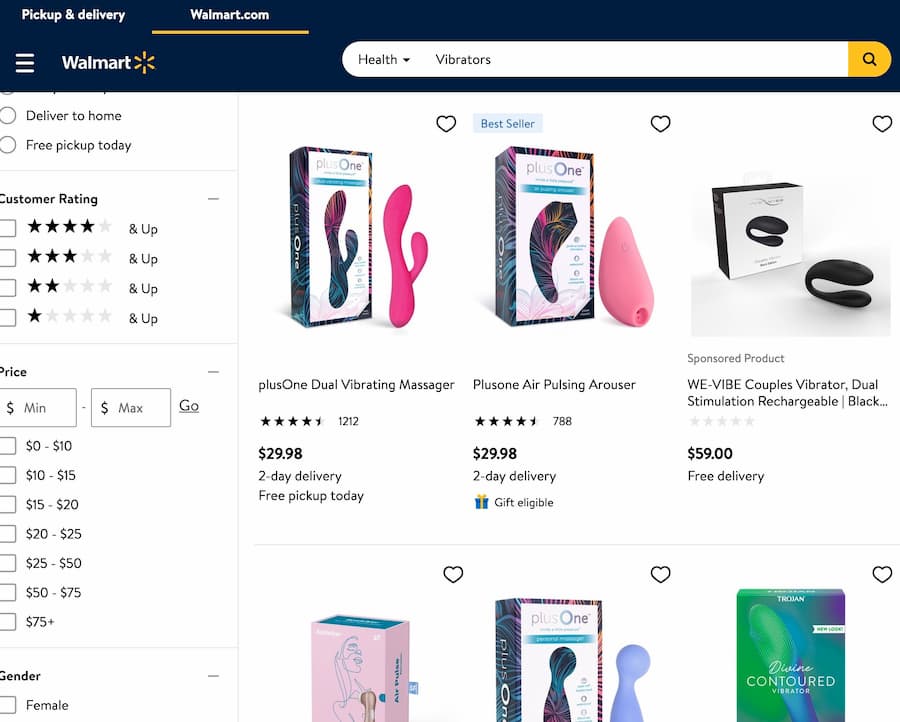 Pickup & delivery
Walmart.com
Walmart
Health
Vibrators
Deliver to home
Free pickup today
Customer Rating
& Up
& Up
& Up
& Up
Price
$ Min - $ Max Go
$0 - $10
$10 - $15
$15 - $20
$20 - $25
$25 - $50
$50 - $75
$75+
Gender
Female
plusOne
dual vibrating massager
plusOne
plusOne Dual Vibrating Massager
1212
$29.98
2-day delivery
Free pickup today
Best Seller
plusOne
air pulsing arouser
Plusone Air Pulsing Arouser
788
$29.98
2-day delivery
Gift eligible
Sponsored Product
WE-VIBE Couples Vibrator, Dual
Stimulation Rechargeable | Black...
$59.00
Free delivery
Air Pulse
plusOne
personal massager
plusOne
TROJAN
NEW LOOK!
Divine
CONTOURED
VIBRATOR